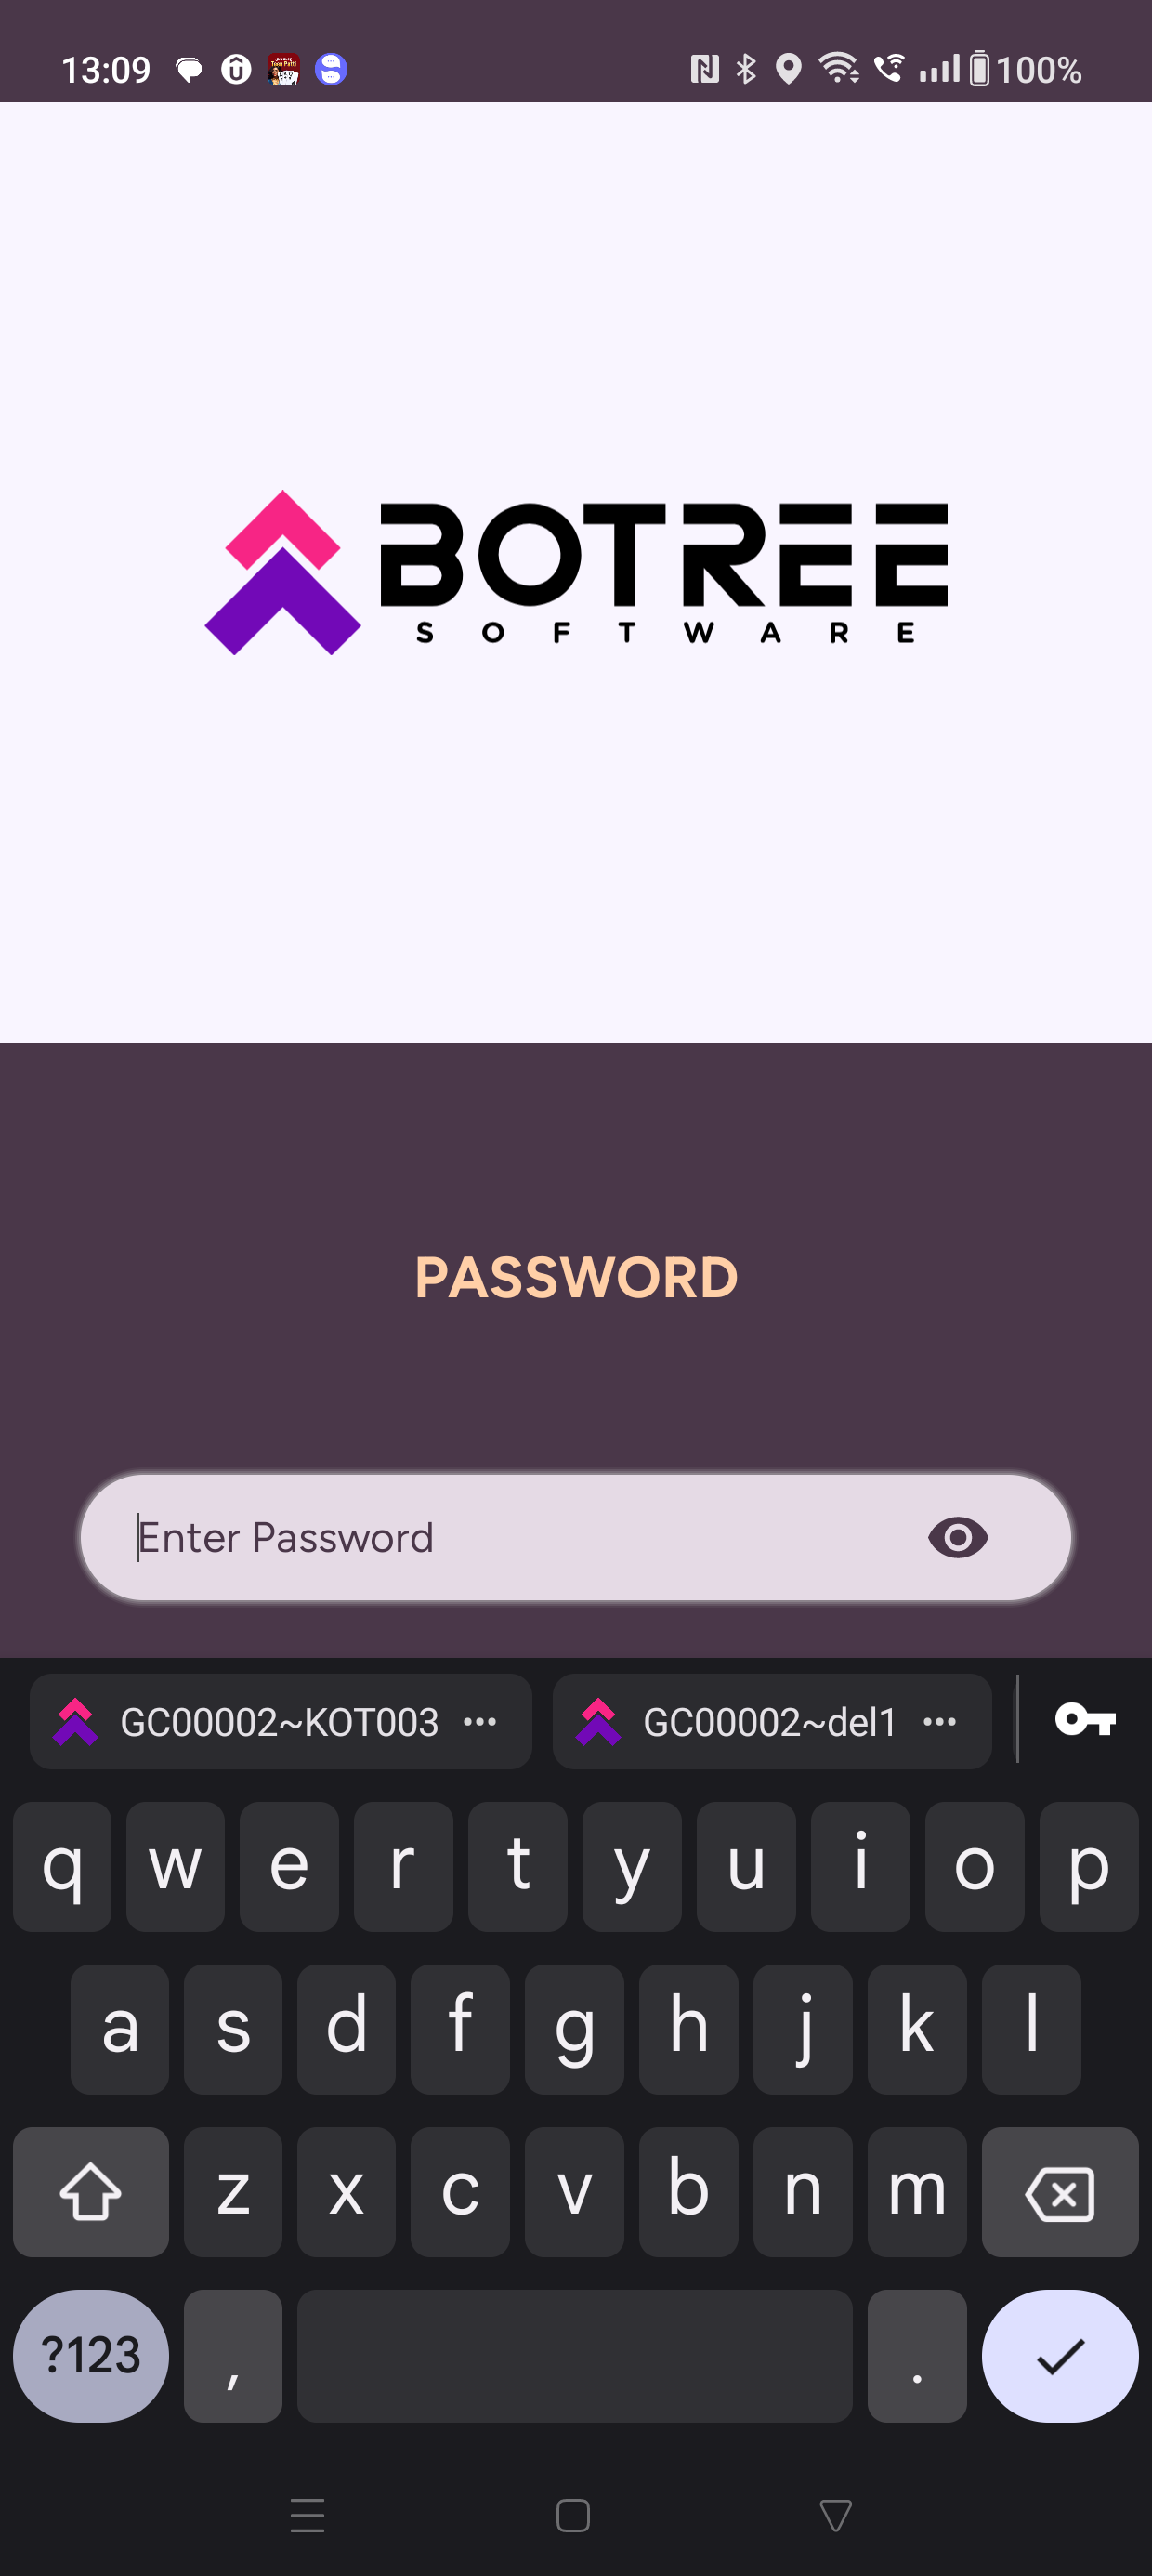 13:09
100%
BOTREE
SOFTWARE
PASSWORD
Enter Password
GC00002~KOT003 •••
GC00002~del1 •••
q w e r t y u i o p
a s d f g h j k l
z x c v b n m
?123 , .